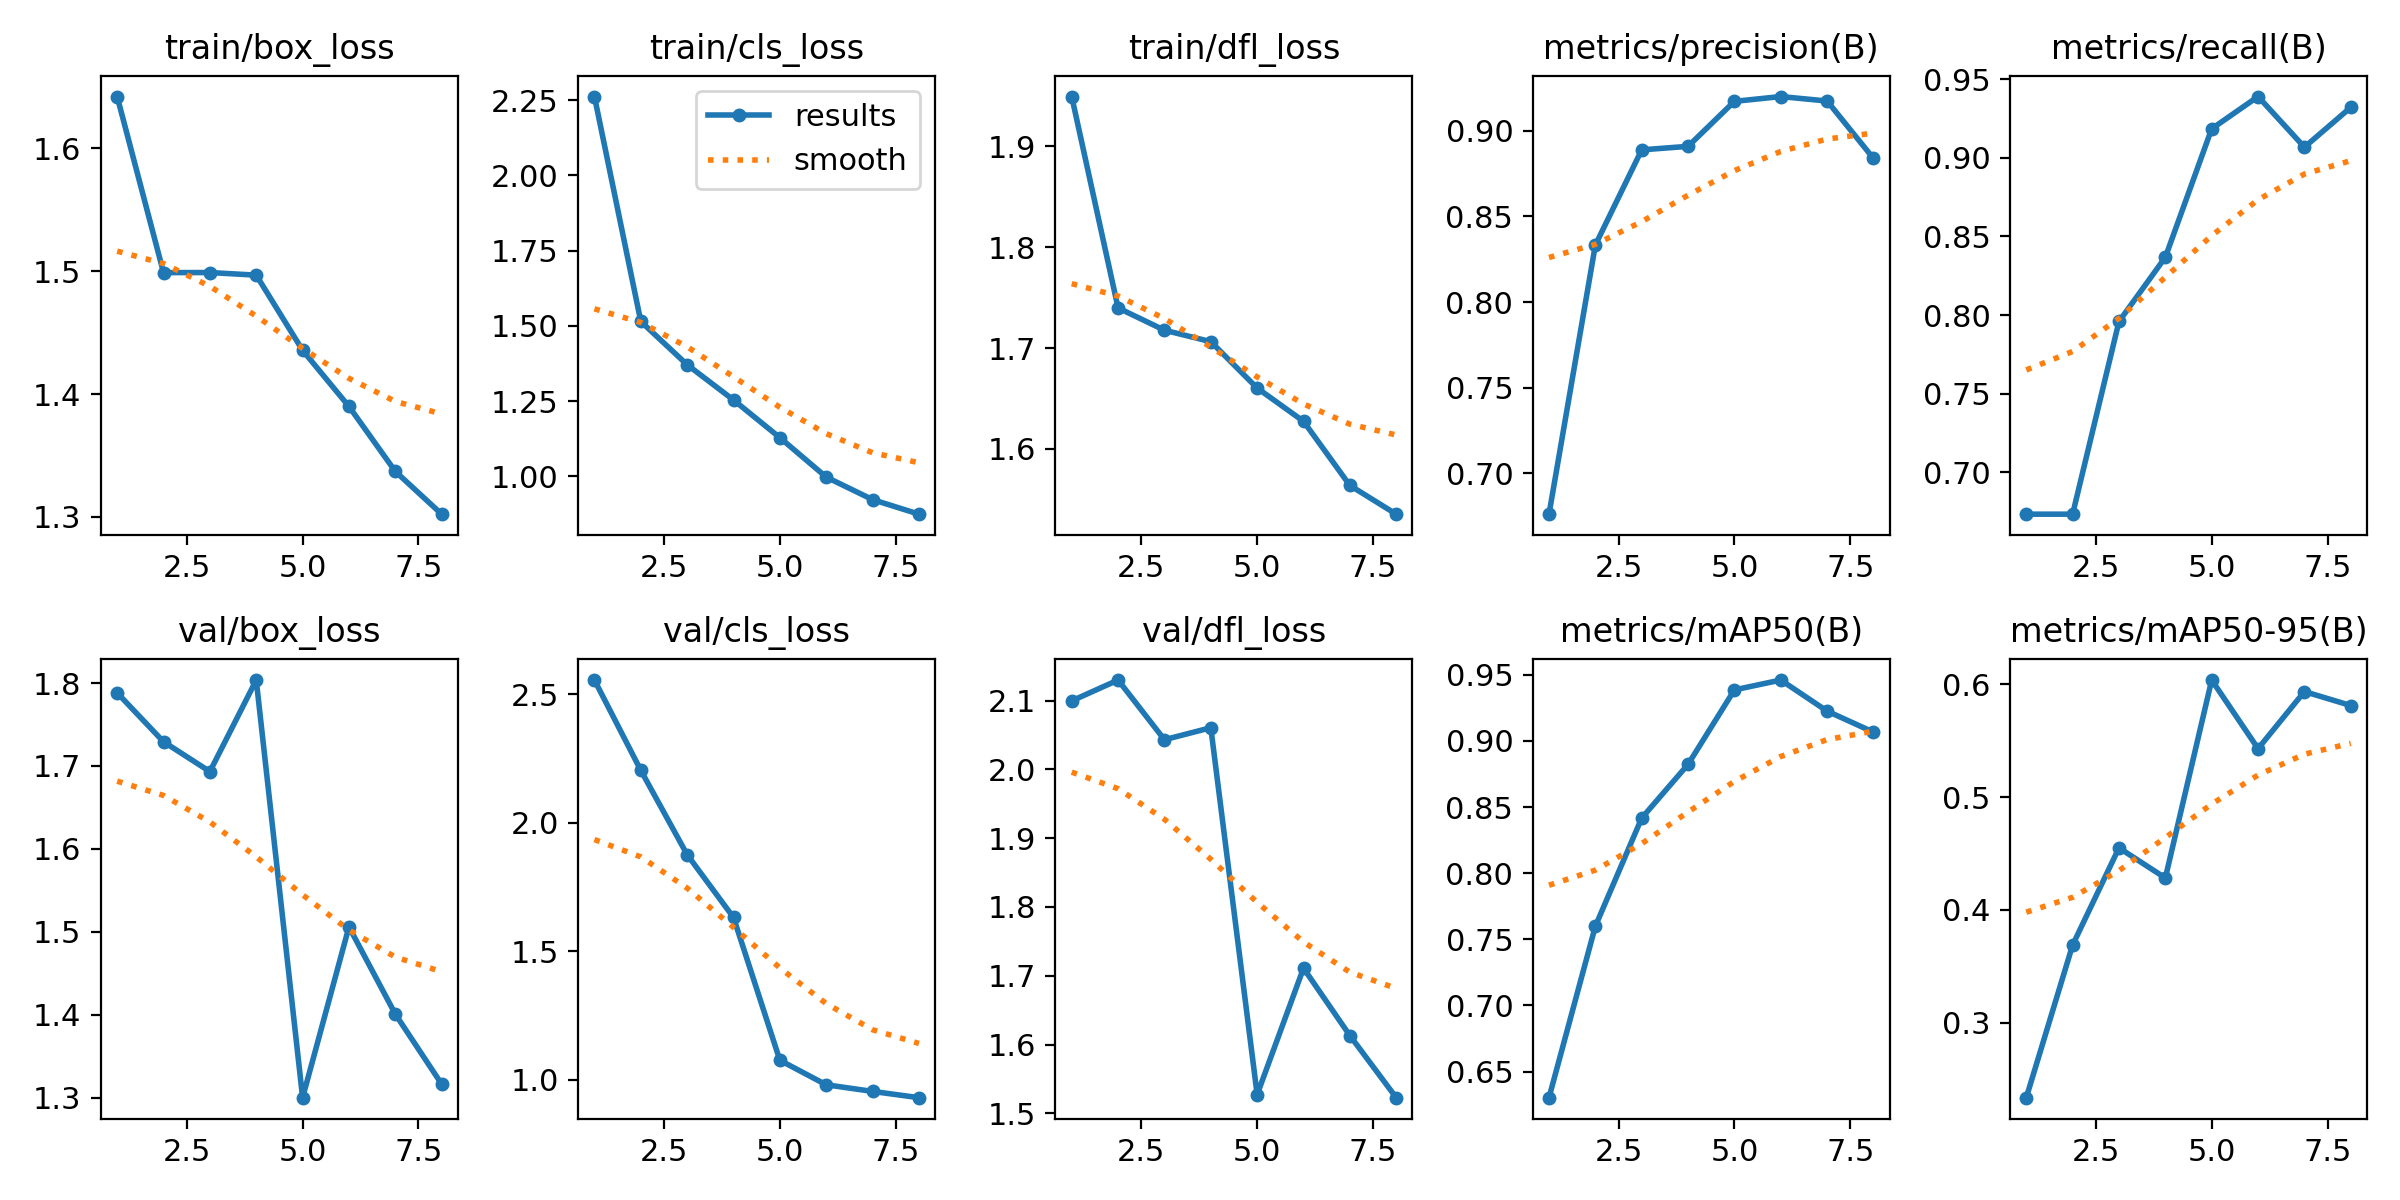 train/box_loss
1.6
1.5
1.4
1.3
2.5 5.0 7.5
train/cls_loss
results
smooth
2.25
2.00
1.75
1.50
1.25
1.00
2.5 5.0 7.5
train/dfl_loss
1.9
1.8
1.7
1.6
2.5 5.0 7.5
metrics/precision(B)
0.90
0.85
0.80
0.75
0.70
2.5 5.0 7.5
metrics/recall(B)
0.95
0.90
0.85
0.80
0.75
0.70
2.5 5.0 7.5
val/box_loss
1.8
1.7
1.6
1.5
1.4
1.3
2.5 5.0 7.5
val/cls_loss
2.5
2.0
1.5
1.0
2.5 5.0 7.5
val/dfl_loss
2.1
2.0
1.9
1.8
1.7
1.6
1.5
2.5 5.0 7.5
metrics/mAP50(B)
0.95
0.90
0.85
0.80
0.75
0.70
0.65
2.5 5.0 7.5
metrics/mAP50-95(B)
0.6
0.5
0.4
0.3
2.5 5.0 7.5